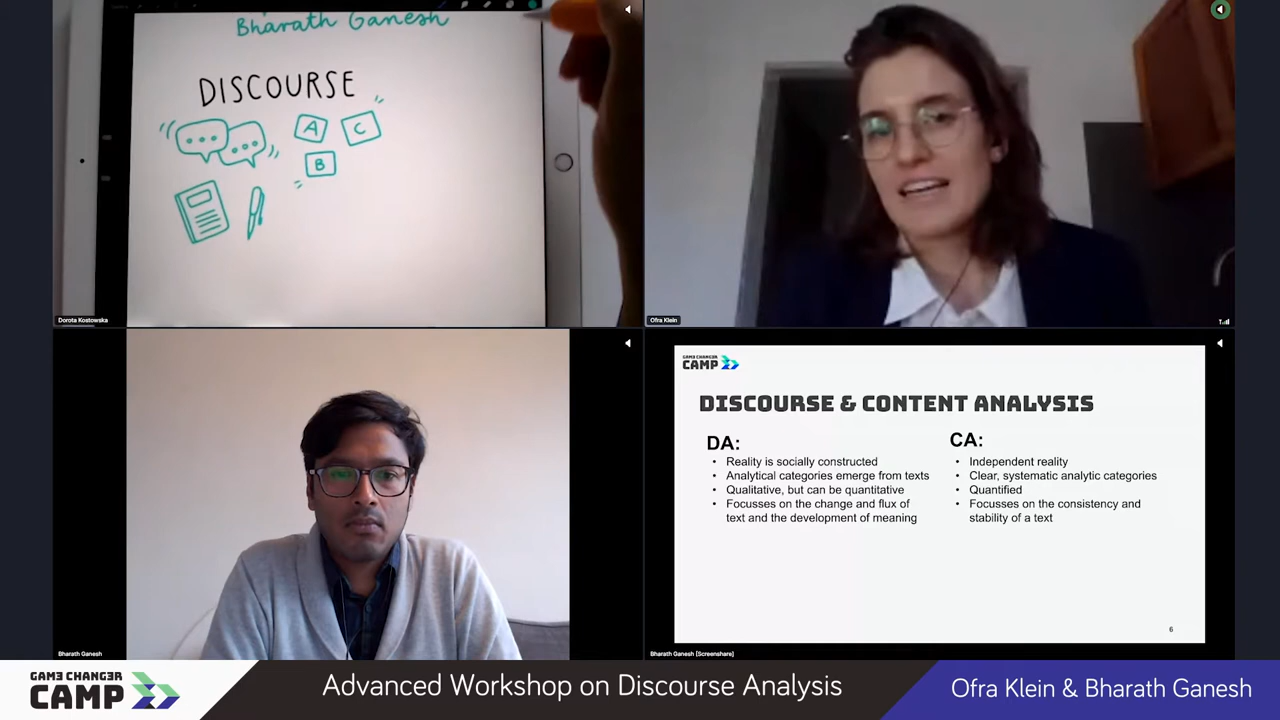 Bharath Ganesh
DISCOURSE
A
C
B
Dorota Kostowska
Ofra Klein
GAM3 CHANG3R
CAMP
DISCOURSE & CONTENT ANALYSIS
DA:
• Reality is socially constructed
• Analytical categories emerge from texts
• Qualitative, but can be quantitative
• Focusses on the change and flux of
text and the development of meaning
CA:
• Independent reality
• Clear, systematic analytic categories
• Quantified
• Focusses on the consistency and
stability of a text
6
Bharath Ganesh
Bharath Ganesh [Screenshare]
GAM3 CHANG3R
CAMP
Advanced Workshop on Discourse Analysis
Ofra Klein & Bharath Ganesh